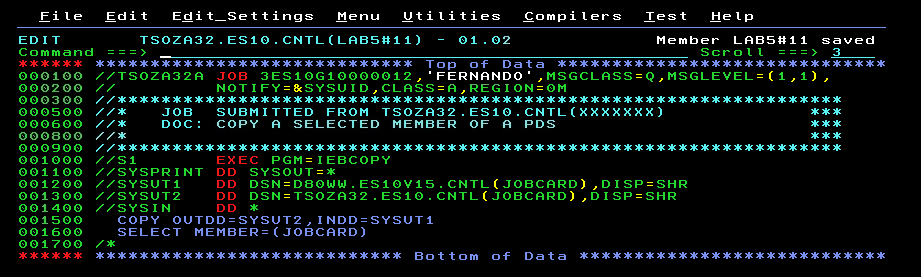 File  Edit  Edit_Settings  Menu  Utilities  Compilers  Test  Help
EDIT       TSOZA32.ES10.CNTL(LAB5#11) - 01.02                Member LAB5#11 saved
Command ===>                                                  Scroll ===> 3
****** ***************************** Top of Data ******************************
000100 //TSOZA32A JOB 3ES10G10000012,'FERNANDO',MSGCLASS=Q,MSGLEVEL=(1,1),
000200 //         NOTIFY=&SYSUID,CLASS=A,REGION=0M
000300 //********************************************************************
000500 //*   JOB  SUBMITTED FROM TSOZA32.ES10.CNTL(XXXXXXX)              ***
000600 //*   DOC: COPY A SELECTED MEMBER OF A PDS                        ***
000800 //*                                                               ***
000900 //********************************************************************
001000 //S1       EXEC PGM=IEBCOPY
001100 //SYSPRINT DD SYSOUT=*
001200 //SYSUT1   DD DSN=D80WW.ES10V15.CNTL(JOBCARD),DISP=SHR
001300 //SYSUT2   DD DSN=TSOZA32.ES10.CNTL(JOBCARD),DISP=SHR
001400 //SYSIN    DD *
001500   COPY OUTDD=SYSUT2,INDD=SYSUT1
001600   SELECT MEMBER=(JOBCARD)
001700 /*
****** **************************** Bottom of Data ****************************